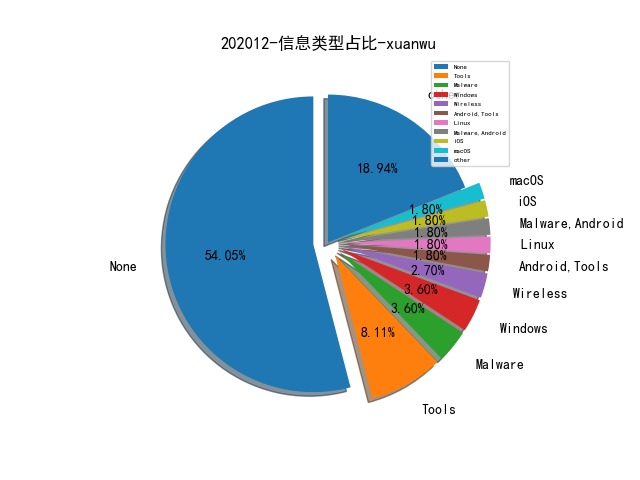 202012-信息类型占比-xuanwu
None
Tools
Malware
Windows
Wireless
Android,Tools
Linux
Malware,Android
iOS
macOS
other
18.94%
macOS
1.80%
iOS
1.80%
Malware,Android
1.80%
Linux
1.80%
Android,Tools
1.80%
Wireless
2.70%
Windows
3.60%
Malware
3.60%
Tools
8.11%
None
54.05%